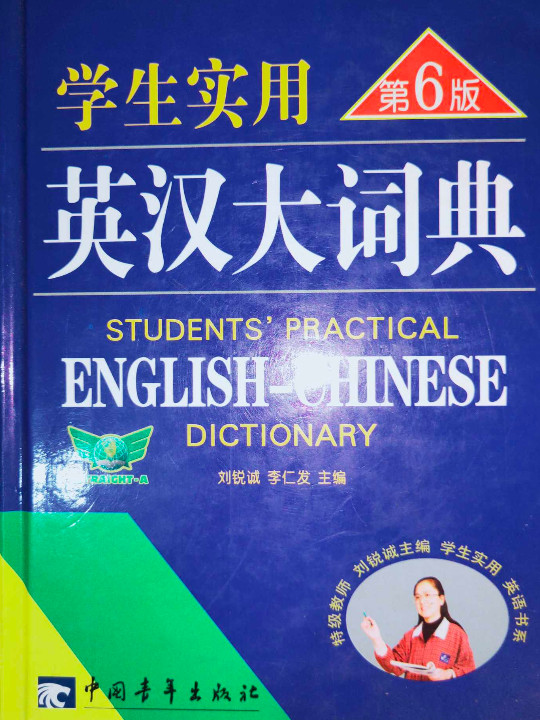 学生实用
第6版
英汉大词典
STUDENTS' PRACTICAL
ENGLISH-CHINESE
DICTIONARY
刘锐诚 李仁发 主编
特级教师 刘锐诚主编 学生实用 英语书系
中国青年出版社